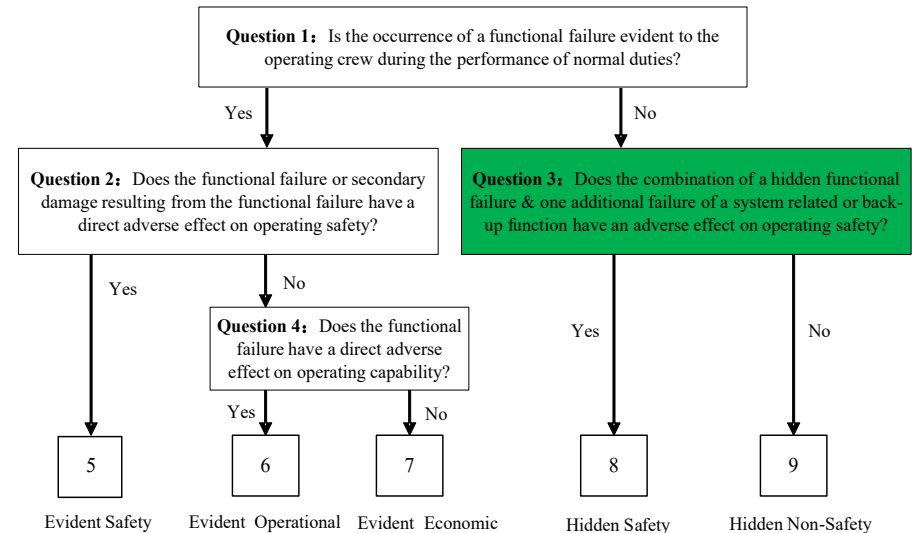 Question 1：Is the occurrence of a functional failure evident to the
operating crew during the performance of normal duties?
Yes
No
Question 2：Does the functional failure or secondary
damage resulting from the functional failure have a
direct adverse effect on operating safety?
Question 3：Does the combination of a hidden functional
failure & one additional failure of a system related or back-
up function have an adverse effect on operating safety?
Yes
No
Question 4：Does the functional
failure have a direct adverse
effect on operating capability?
Yes
No
Yes
No
5
6
7
8
9
Evident Safety
Evident Operational
Evident Economic
Hidden Safety
Hidden Non-Safety